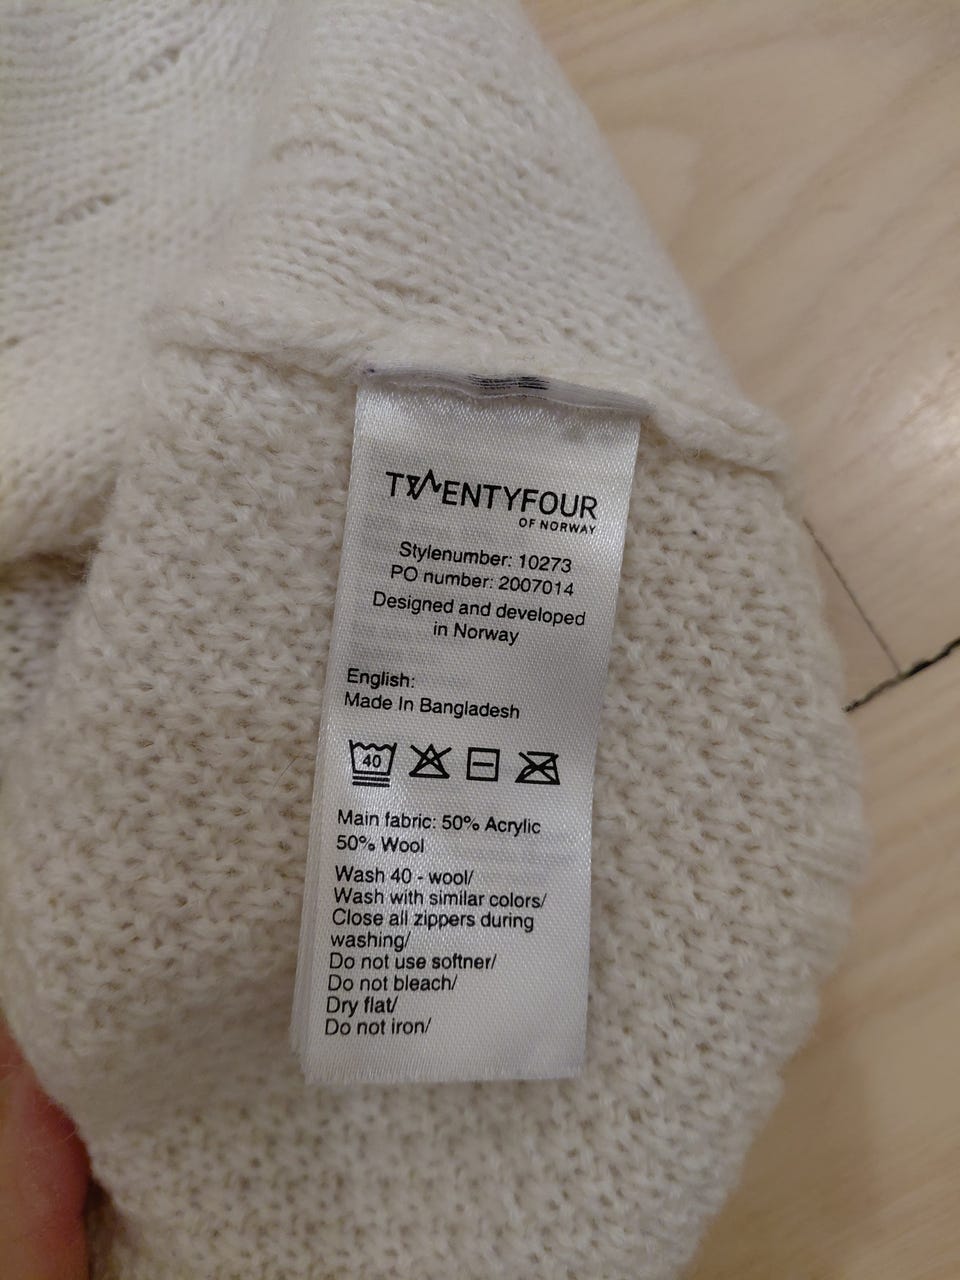 TWENTYFOUR
OF NORWAY
Stylenumber: 10273
PO number: 2007014
Designed and developed
in Norway
English:
Made In Bangladesh
40
Main fabric: 50% Acrylic
50% Wool
Wash 40 - wool/
Wash with similar colors/
Close all zippers during
washing/
Do not use softner/
Do not bleach/
Dry flat/
Do not iron/